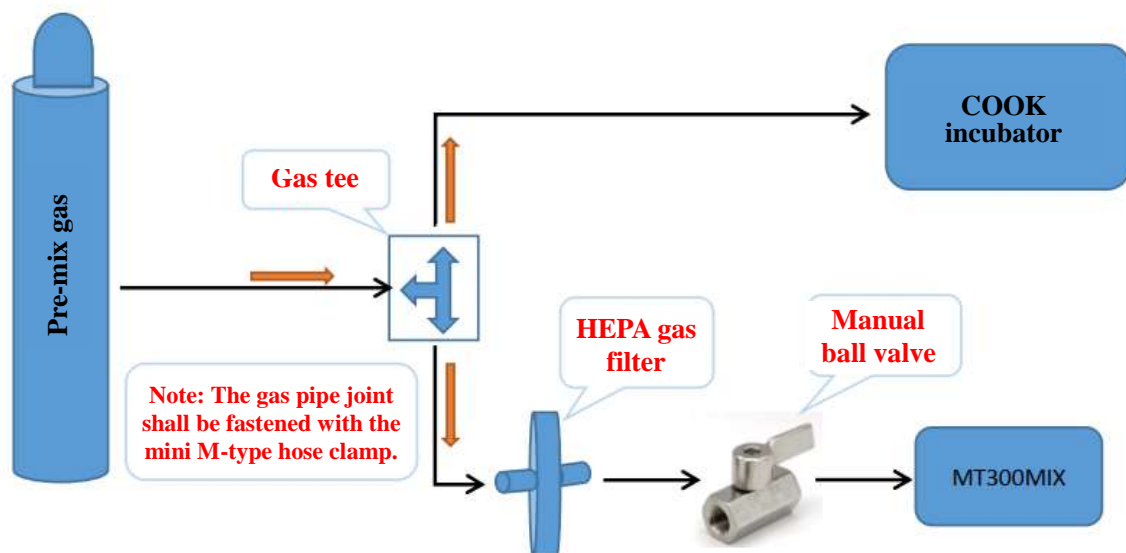 Pre-mix gas
COOK
incubator
Gas tee
HEPA gas
filter
Manual
ball valve
Note: The gas pipe joint
shall be fastened with the
mini M-type hose clamp.
MT300MIX